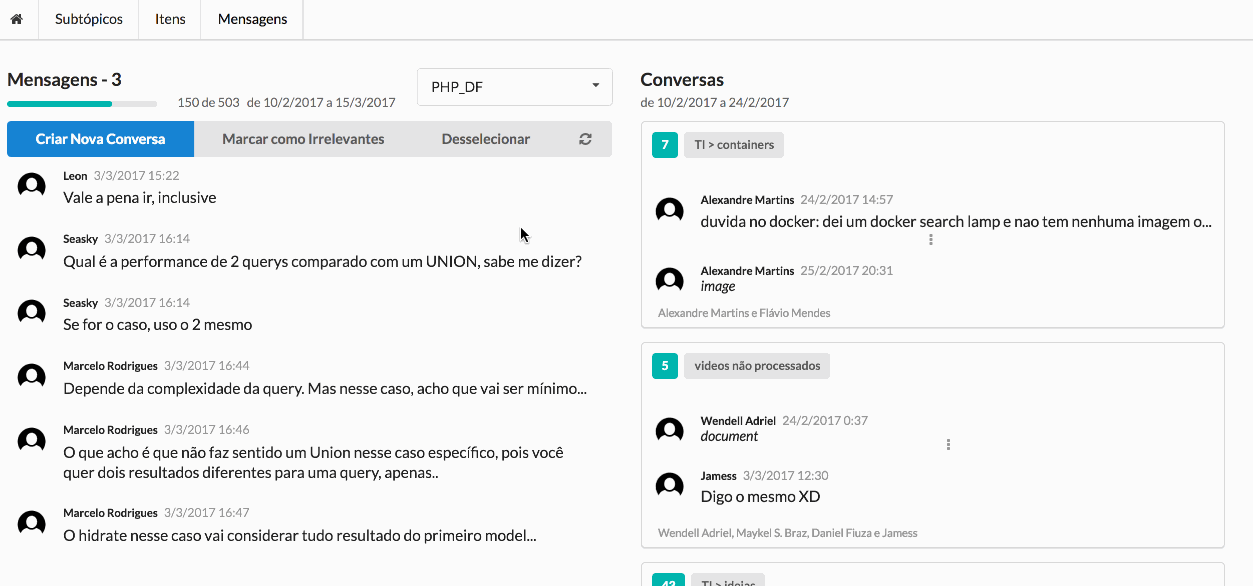 Subtópicos Itens Mensagens
Mensagens - 3
150 de 503 de 10/2/2017 a 15/3/2017
PHP_DF
Criar Nova Conversa Marcar como Irrelevantes Desselecionar
Leon 3/3/2017 15:22
Vale a pena ir, inclusive
Seasky 3/3/2017 16:14
Qual é a performance de 2 querys comparado com um UNION, sabe me dizer?
Seasky 3/3/2017 16:14
Se for o caso, uso o 2 mesmo
Marcelo Rodrigues 3/3/2017 16:44
Depende da complexidade da query. Mas nesse caso, acho que vai ser mínimo...
Marcelo Rodrigues 3/3/2017 16:46
O que acho é que não faz sentido um Union nesse caso específico, pois você
quer dois resultados diferentes para uma query, apenas..
Marcelo Rodrigues 3/3/2017 16:47
O hidrate nesse caso vai considerar tudo resultado do primeiro model...
Conversas
de 10/2/2017 a 24/2/2017
7 TI > containers
Alexandre Martins 24/2/2017 14:57
duvida no docker: dei um docker search lamp e nao tem nenhuma imagem o...
Alexandre Martins 25/2/2017 20:31
image
Alexandre Martins e Flávio Mendes
5 videos não processados
Wendell Adriel 24/2/2017 0:37
document
Jamess 3/3/2017 12:30
Digo o mesmo XD
Wendell Adriel, Maykel S. Braz, Daniel Fiuza e Jamess
TI > ideias